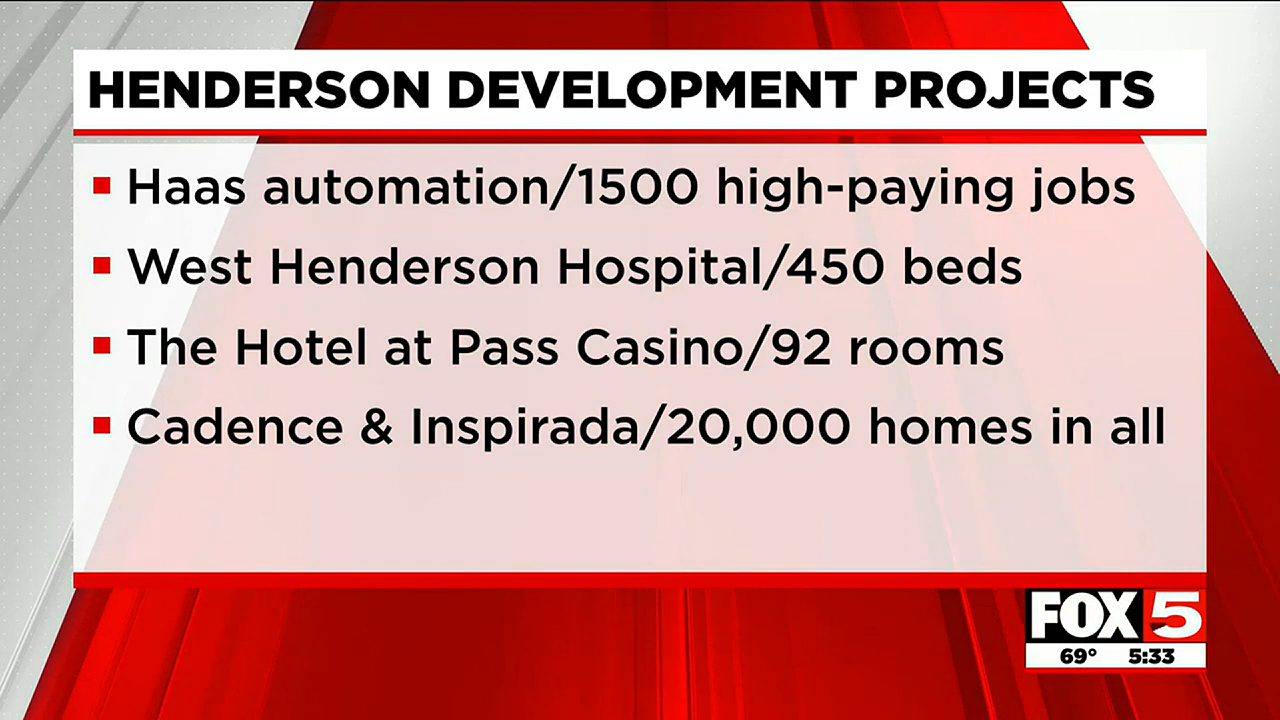 HENDERSON DEVELOPMENT PROJECTS
Haas automation/1500 high-paying jobs
West Henderson Hospital/450 beds
The Hotel at Pass Casino/92 rooms
Cadence & Inspirada/20,000 homes in all
FOX 5
69° 5:33